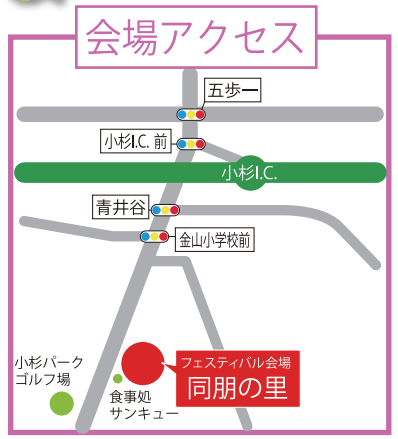 会場アクセス
五歩一
小杉I.C. 前
小杉I.C.
青井谷
金山小学校前
小杉パーク
ゴルフ場
食事処
サンキュー
フェスティバル会場
同朋の里